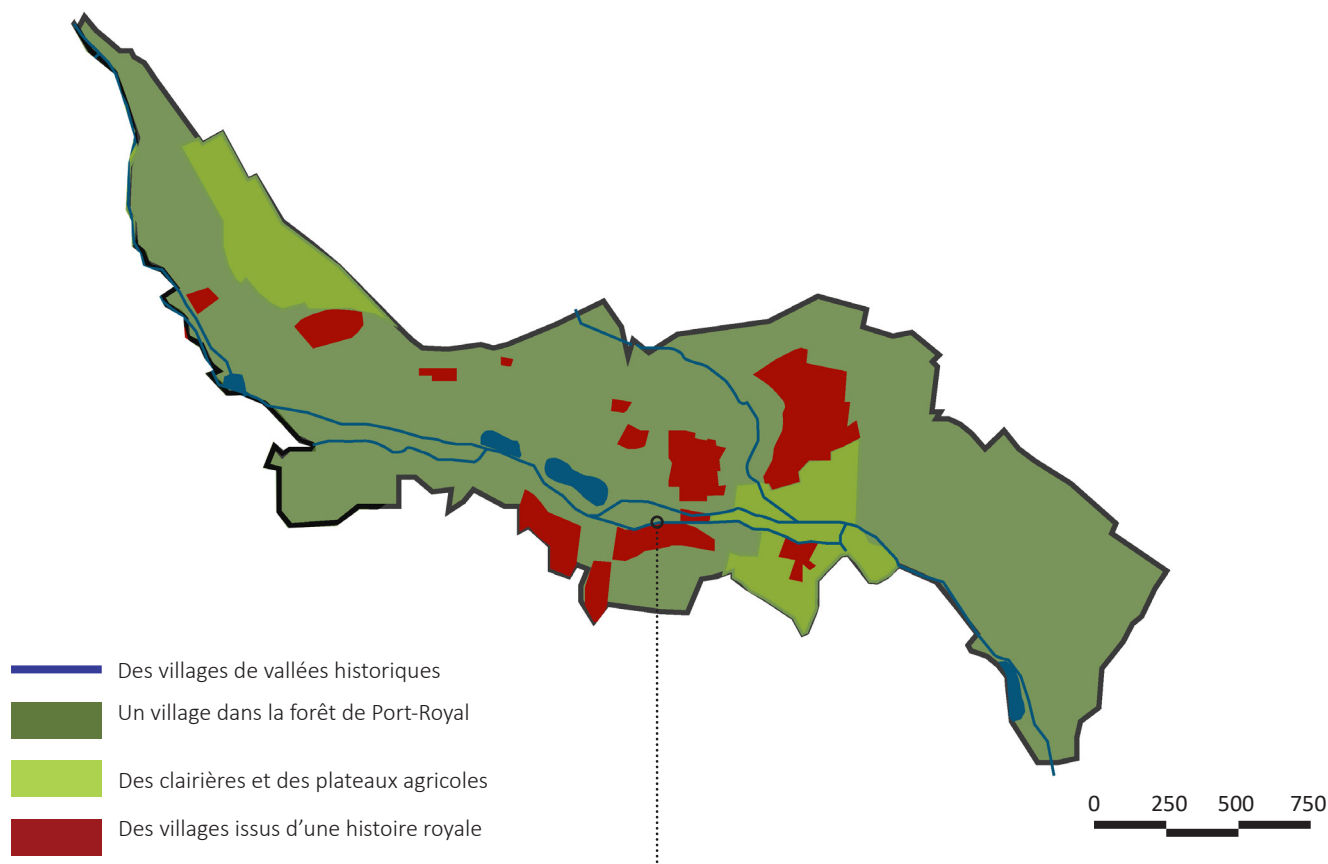 Des villages de vallées historiques
Un village dans la forêt de Port-Royal
Des clairières et des plateaux agricoles
Des villages issus d'une histoire royale
0 250 500 750